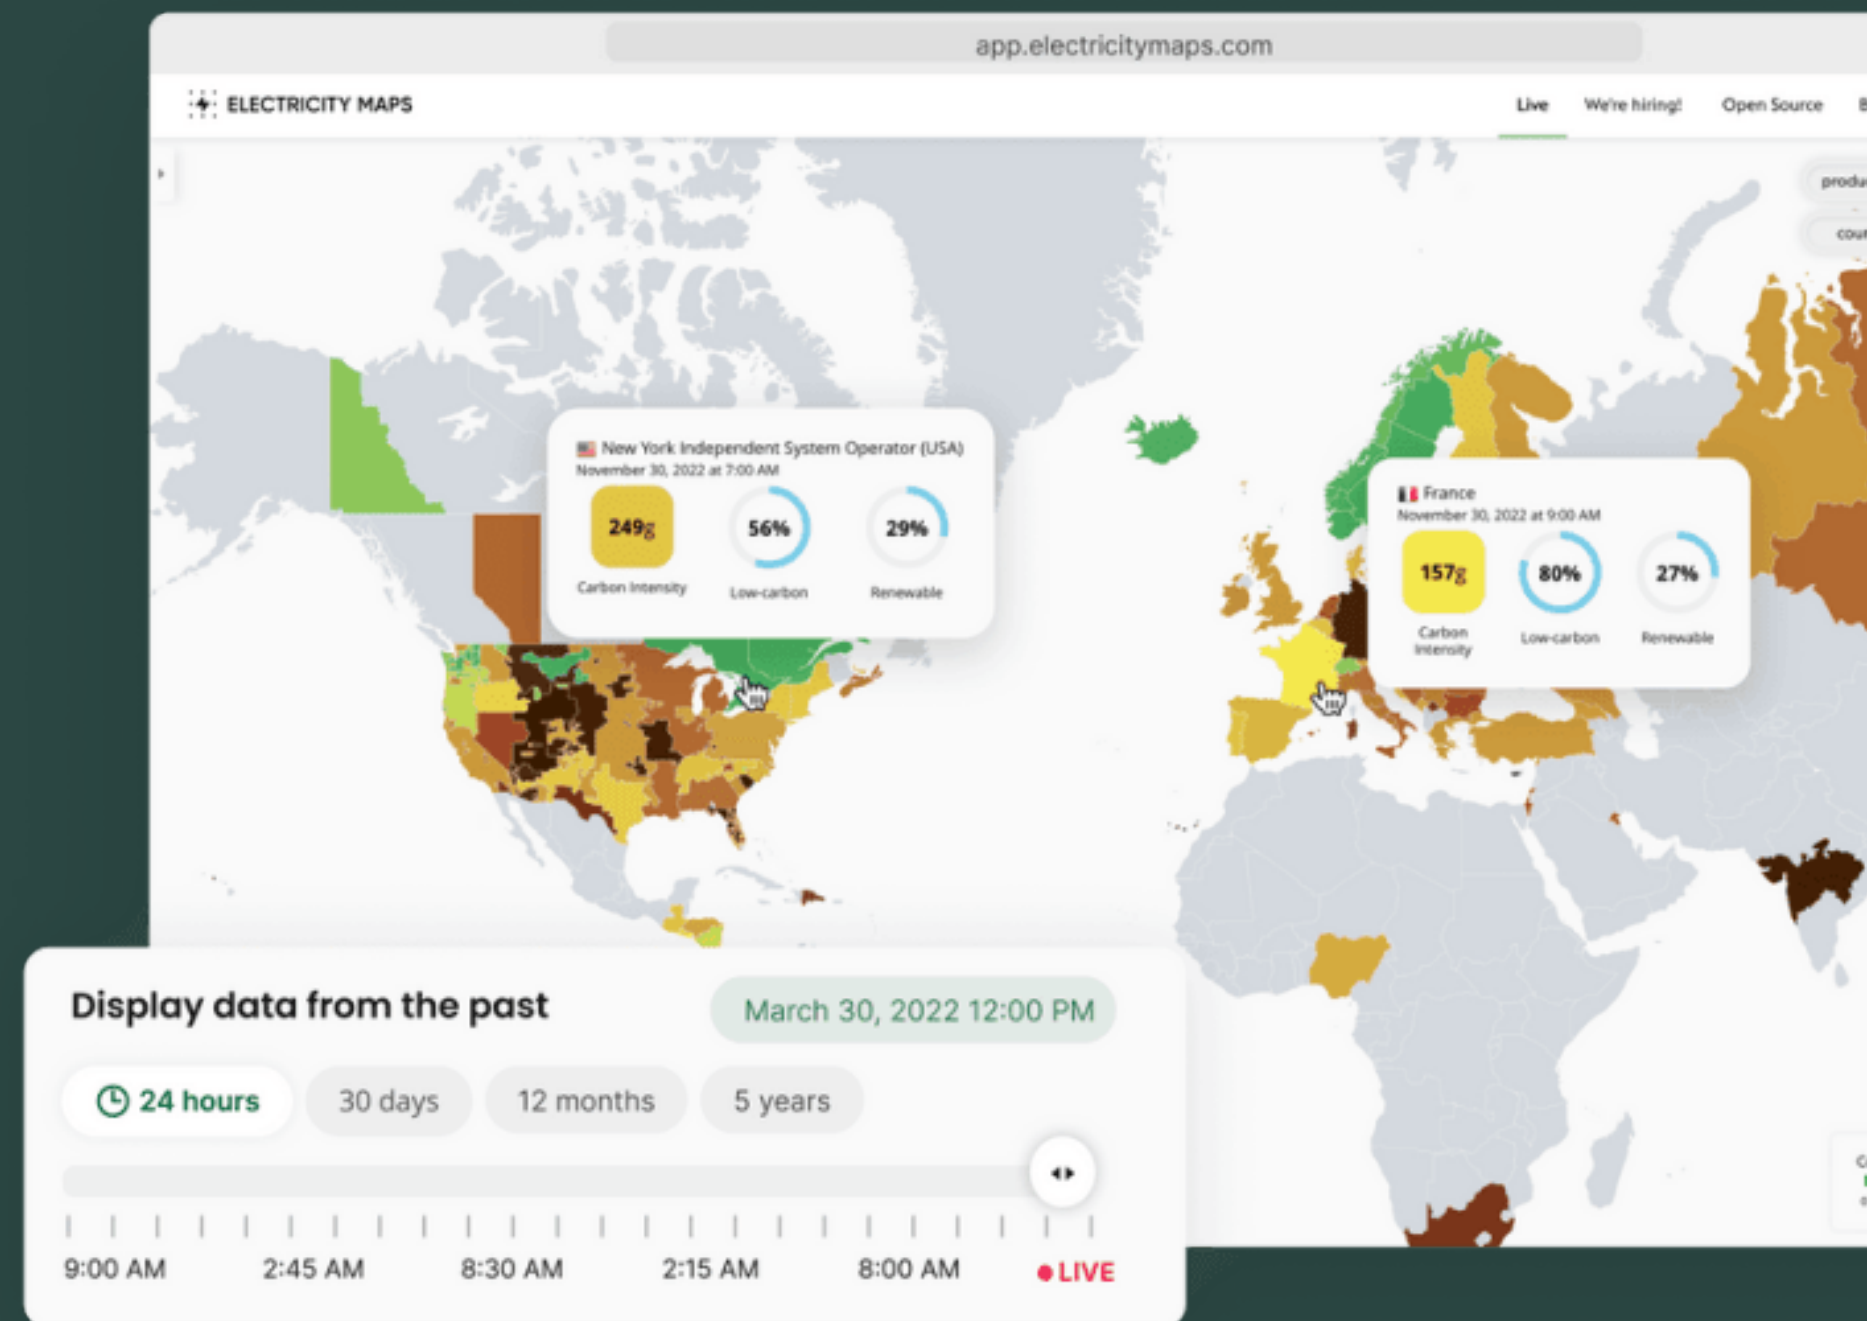 app.electricitymaps.com
ELECTRICITY MAPS
Live We're hiring! Open Source
New York Independent System Operator (USA)
November 30, 2022 at 7:00 AM
249g 56% 29%
Carbon Intensity Low-carbon Renewable
France
November 30, 2022 at 9:00 AM
157g 80% 27%
Carbon Intensity Low-carbon Renewable
Display data from the past
March 30, 2022 12:00 PM
24 hours 30 days 12 months 5 years
9:00 AM 2:45 AM 8:30 AM 2:15 AM 8:00 AM LIVE